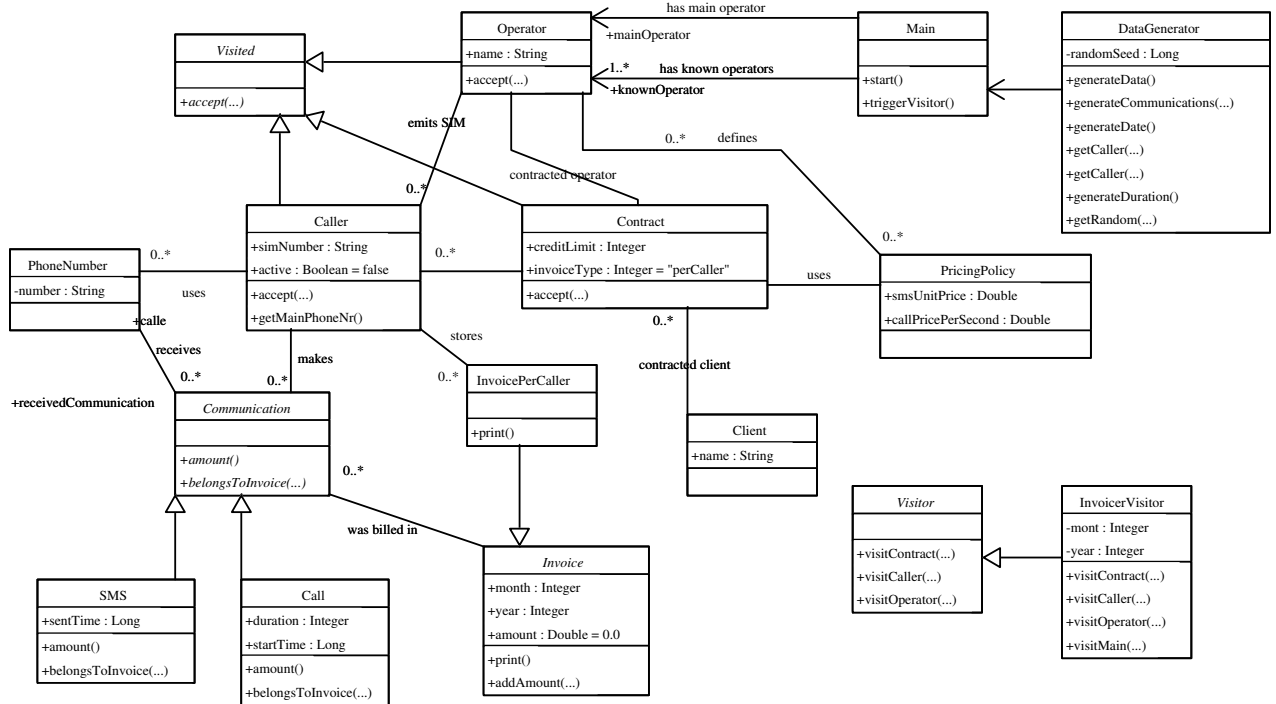 Visited
+accept(...)
Operator
+name : String
+accept(...)
has main operator
+mainOperator
1..*
has known operators
+knownOperator
Main
+start()
+triggerVisitor()
DataGenerator
-randomSeed : Long
+generateData()
+generateCommunications(...)
+generateDate()
+getCaller(...)
+getCaller(...)
+generateDuration()
+getRandom(...)
emits SIM
0..*
contracted operator
0..*
defines
0..*
PhoneNumber
-number : String
0..*
uses
Caller
+simNumber : String
+active : Boolean = false
+accept(...)
+getMainPhoneNr()
0..*
Contract
+creditLimit : Integer
+invoiceType : Integer = "perCaller"
+accept(...)
uses
PricingPolicy
+smsUnitPrice : Double
+callPricePerSecond : Double
+calle
receives
0..*
+receivedCommunication
makes
0..*
stores
0..*
0..*
contracted client
InvoicePerCaller
+print()
Client
+name : String
Communication
+amount()
+belongsToInvoice(...)
0..*
was billed in
SMS
+sentTime : Long
+amount()
+belongsToInvoice(...)
Call
+duration : Integer
+startTime : Long
+amount()
+belongsToInvoice(...)
Invoice
+month : Integer
+year : Integer
+amount : Double = 0.0
+print()
+addAmount(...)
Visitor
+visitContract(...)
+visitCaller(...)
+visitOperator(...)
InvoicerVisitor
-mont : Integer
-year : Integer
+visitContract(...)
+visitCaller(...)
+visitOperator(...)
+visitMain(...)